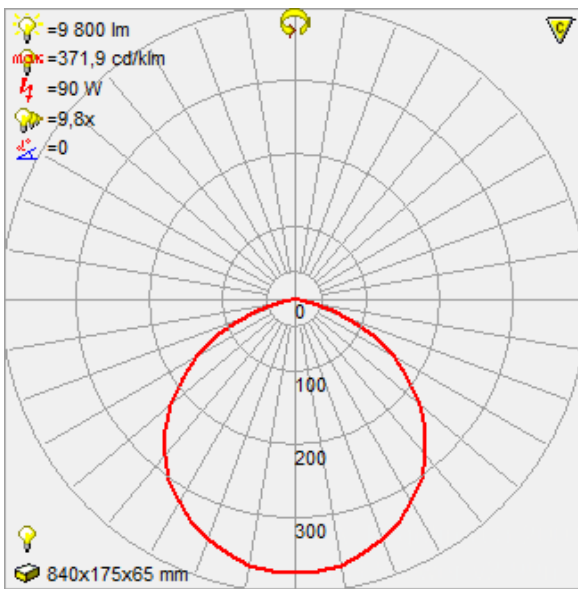 =9 800 lm
max =371,9 cd/klm
=90 W
=9,8x
=0
C
0
100
200
300
840x175x65 mm